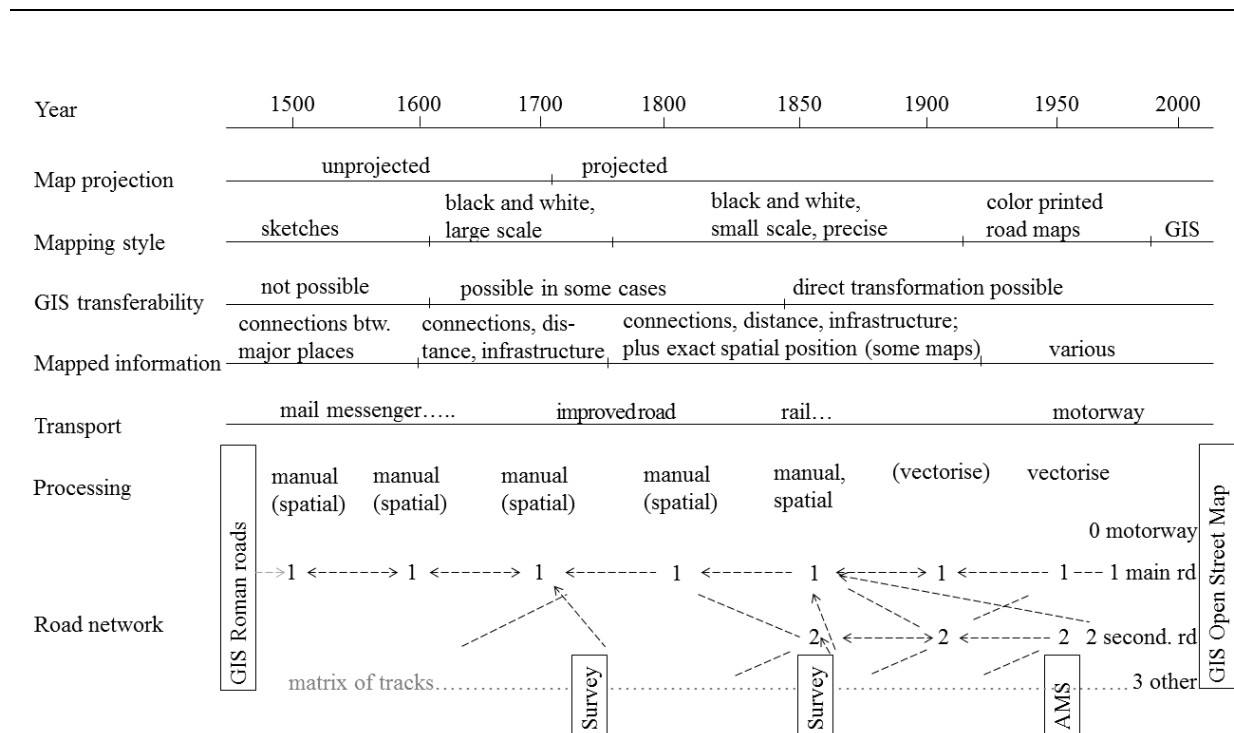 Year 1500 1600 1700 1800 1850 1900 1950 2000
Map projection unprojected projected
black and white, black and white, color printed
Mapping style sketches large scale small scale, precise road maps GIS
GIS transferability not possible possible in some cases direct transformation possible
connections btw. connections, dis- connections, distance, infrastructure;
major places tance, infrastructure plus exact spatial position (some maps)
Mapped information various
Transport mail messenger….. improved road rail… motorway
Processing manual manual manual manual manual, (vectorise) vectorise
(spatial) (spatial) (spatial) (spatial) spatial
0 motorway
1 1 1 1 1 1 1 1 main rd
Road network 2 2 2 2 second. rd
matrix of tracks 3 other
GIS Roman roads
Survey
Survey
AMS
GIS Open Street Map